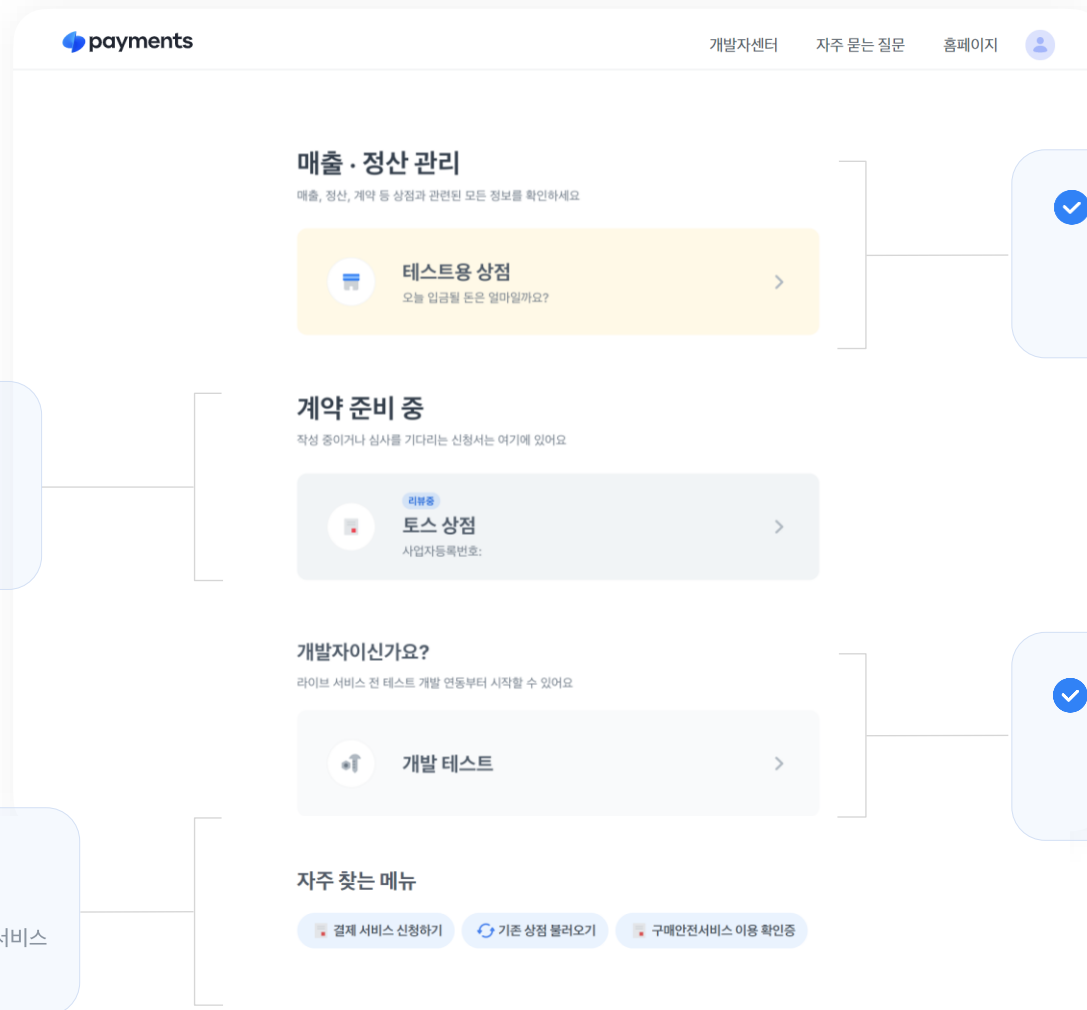 payments
개발자센터 자주 묻는 질문 홈페이지
매출 · 정산 관리
매출, 정산, 계약 등 상점과 관련된 모든 정보를 확인하세요
테스트용 상점
오늘 입금될 돈은 얼마일까요?
계약 준비 중
작성 중이거나 심사를 기다리는 신청서는 여기에 있어요
리뷰중
토스 상점
사업자등록번호:
개발자이신가요?
라이브 서비스 전 테스트 개발 연동부터 시작할 수 있어요
개발 테스트
자주 찾는 메뉴
결제 서비스 신청하기 기존 상점 불러오기 구매안전서비스 이용 확인증
서비스